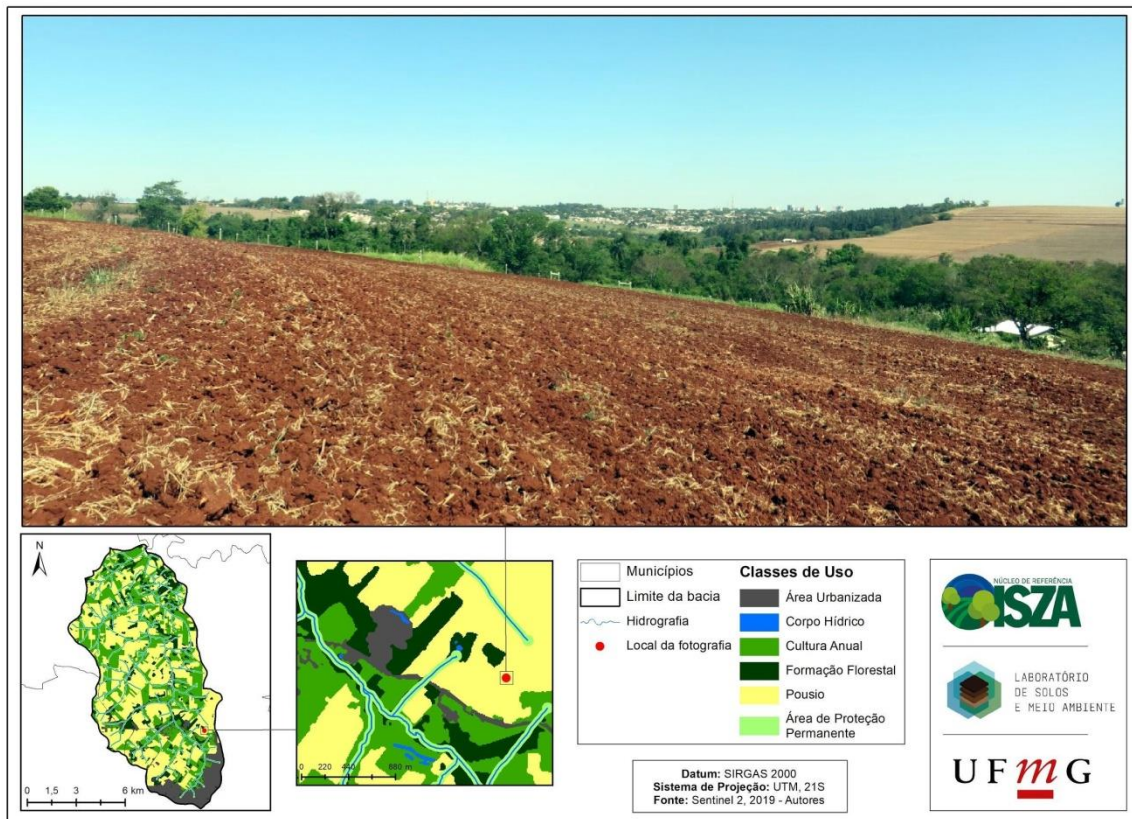 N
0 1,5 3 6 km
0 220 440 880 m
Municípios
Limite da bacia
Hidrografia
Local da fotografia
Classes de Uso
Área Urbanizada
Corpo Hídrico
Cultura Anual
Formação Florestal
Pousio
Área de Proteção
Permanente
Datum: SIRGAS 2000
Sistema de Projeção: UTM, 21S
Fonte: Sentinel 2, 2019 - Autores
NÚCLEO DE REFERÊNCIA
ISZA
LABORATÓRIO
DE SOLOS
E MEIO AMBIENTE
UFmG